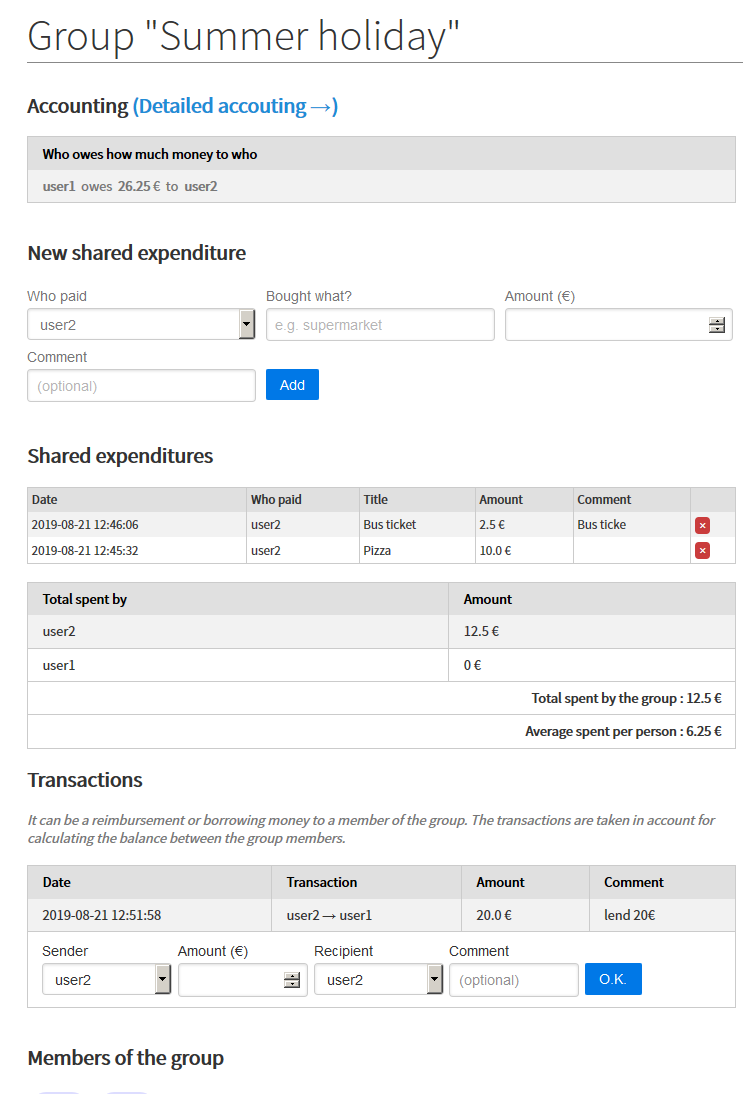 Group "Summer holiday"
Accounting (Detailed accouting →)
Who owes how much money to who
user1 owes 26.25 € to user2
New shared expenditure
Who paid Bought what? Amount (€)
user2 e.g. supermarket
Comment
(optional) Add
Shared expenditures
Date Who paid Title Amount Comment
2019-08-21 12:46:06 user2 Bus ticket 2.5 € Bus ticke
2019-08-21 12:45:32 user2 Pizza 10.0 €
Total spent by Amount
user2 12.5 €
user1 0 €
Total spent by the group : 12.5 €
Average spent per person : 6.25 €
Transactions
It can be a reimbursement or borrowing money to a member of the group. The transactions are taken in account for
calculating the balance between the group members.
Date Transaction Amount Comment
2019-08-21 12:51:58 user2 → user1 20.0 € lend 20€
Sender Amount (€) Recipient Comment
user2 user2 (optional) O.K.
Members of the group